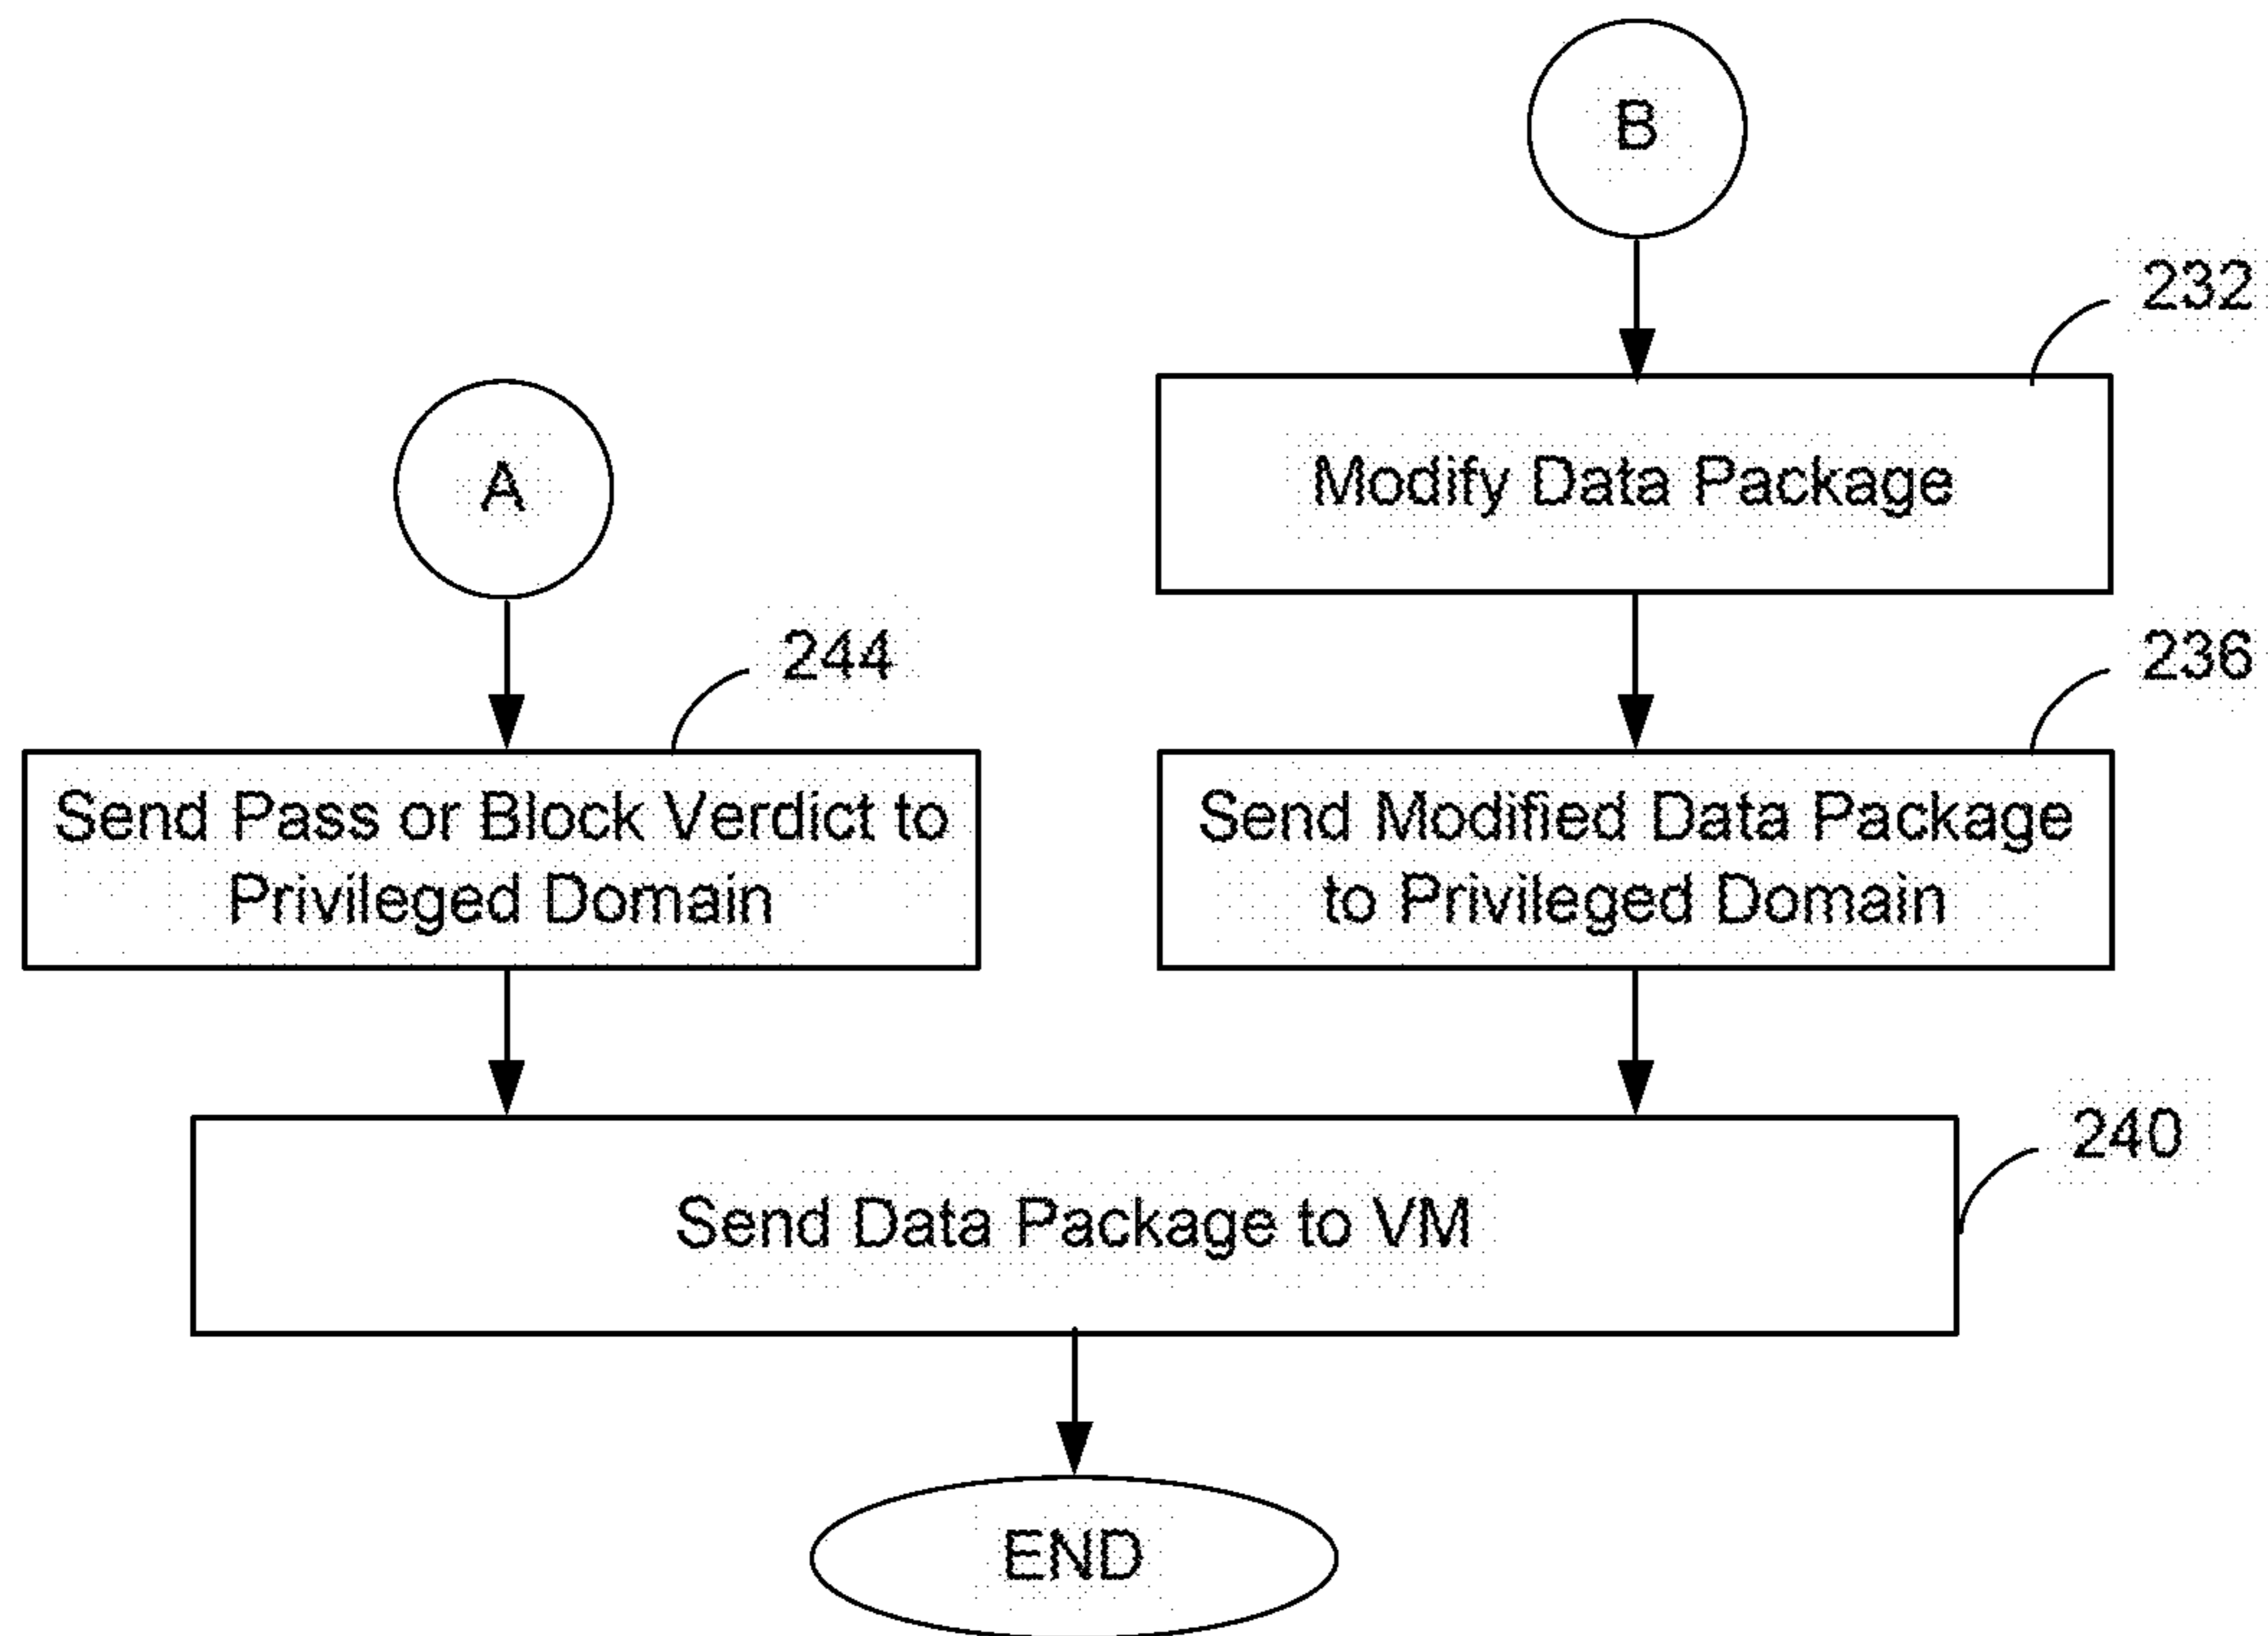 B
232
Modify Data Package
A
244
236
Send Pass or Block Verdict to
Privileged Domain
Send Modified Data Package
to Privileged Domain
240
Send Data Package to VM
END